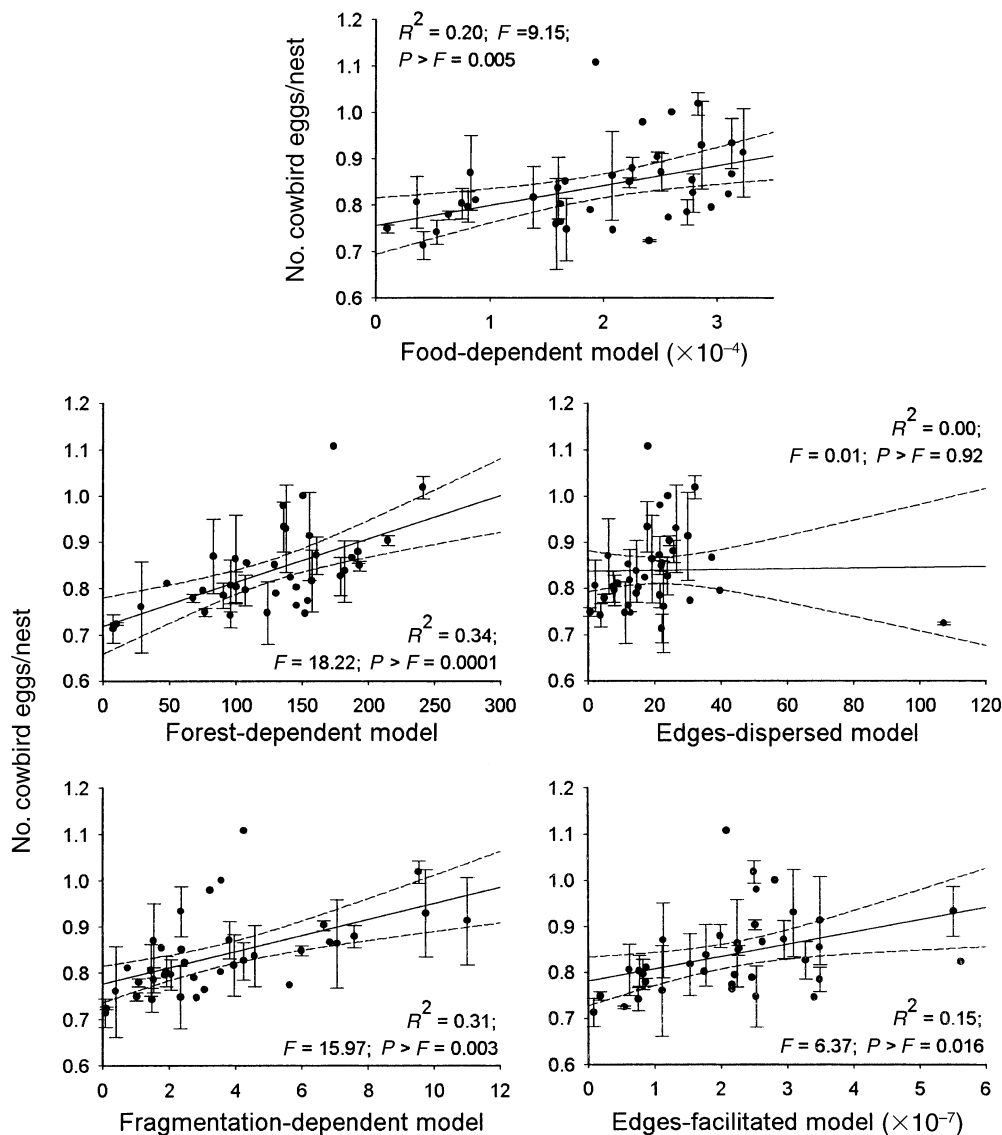 R² = 0.20; F =9.15;
P > F = 0.005
No. cowbird eggs/nest
1.2
1.1
1.0
0.9
0.8
0.7
0.6
0 1 2 3
Food-dependent model (×10⁻⁴)
No. cowbird eggs/nest
1.2
1.1
1.0
0.9
0.8
0.7
0.6
R² = 0.34;
F = 18.22; P > F = 0.0001
0 50 100 150 200 250 300
Forest-dependent model
1.2
1.1
1.0
0.9
0.8
0.7
0.6
R² = 0.00;
F = 0.01; P > F = 0.92
0 20 40 60 80 100 120
Edges-dispersed model
1.2
1.1
1.0
0.9
0.8
0.7
0.6
R² = 0.31;
F = 15.97; P > F = 0.003
0 2 4 6 8 10 12
Fragmentation-dependent model
1.2
1.1
1.0
0.9
0.8
0.7
0.6
R² = 0.15;
F = 6.37; P > F = 0.016
0 1 2 3 4 5 6
Edges-facilitated model (×10⁻⁷)